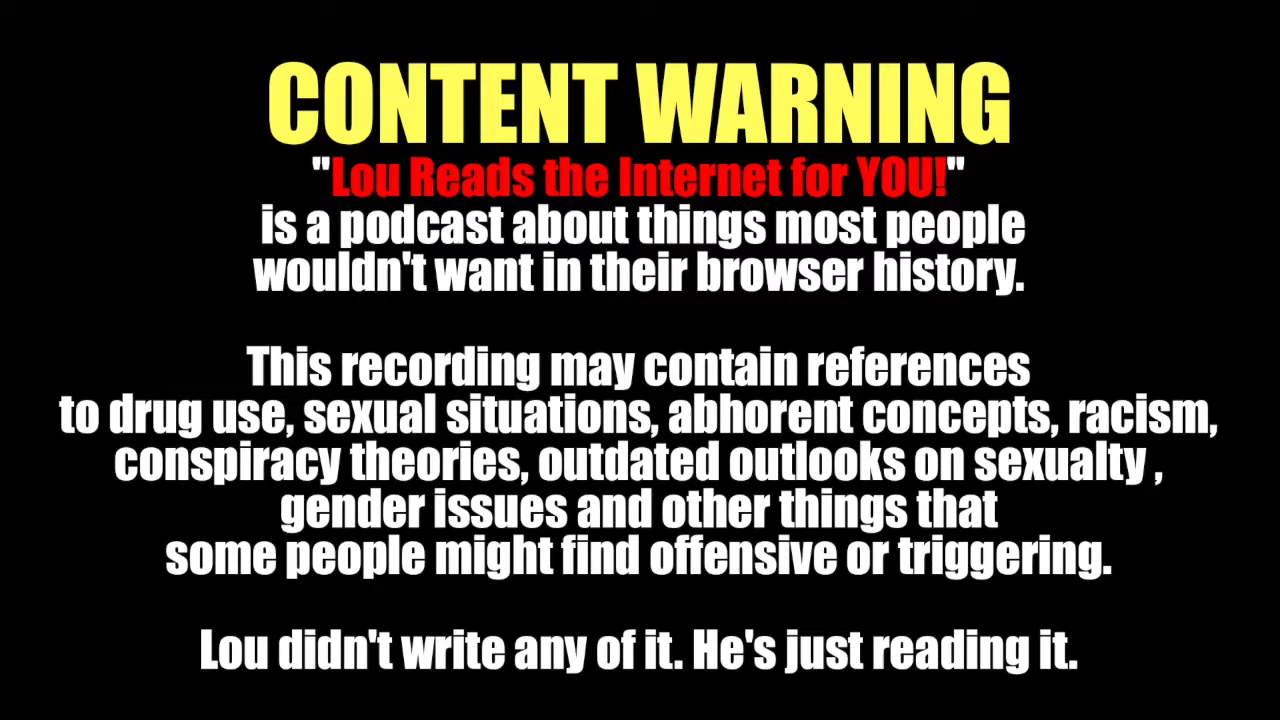 CONTENT WARNING
"Lou Reads the Internet for YOU!"
is a podcast about things most people
wouldn't want in their browser history.
This recording may contain references
to drug use, sexual situations, abhorent concepts, racism,
conspiracy theories, outdated outlooks on sexualty ,
gender issues and other things that
some people might find offensive or triggering.
Lou didn't write any of it. He's just reading it.